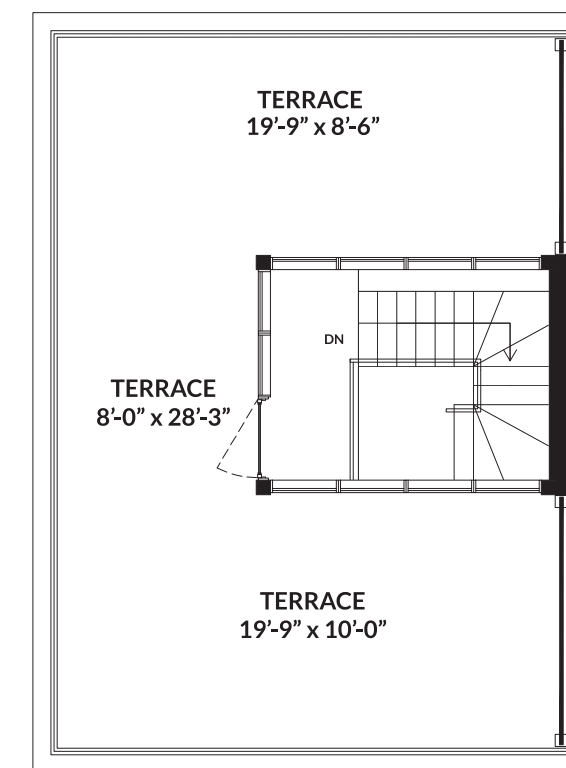 TERRACE
19’-9” x 8’-6”
DN
TERRACE
8’-0” x 28’-3”
TERRACE
19’-9” x 10’-0”